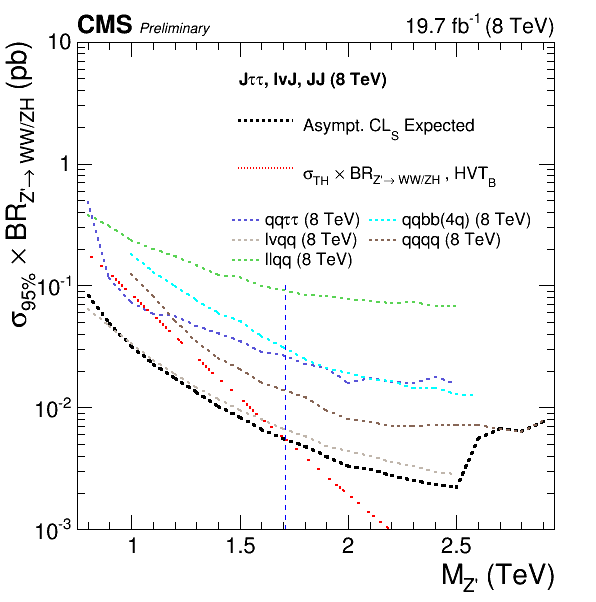 CMS Preliminary 19.7 fb⁻¹ (8 TeV)
σ95% × BRZ'→ WW/ZH (pb)
10
Jττ, lνJ, JJ (8 TeV)
Asympt. CLS Expected
1
σTH × BRZ'→ WW/ZH , HVTB
qqττ (8 TeV) qqbb(4q) (8 TeV)
lνqq (8 TeV) qqqq (8 TeV)
llqq (8 TeV)
10⁻¹
10⁻²
10⁻³
1 1.5 2 2.5
MZ' (TeV)